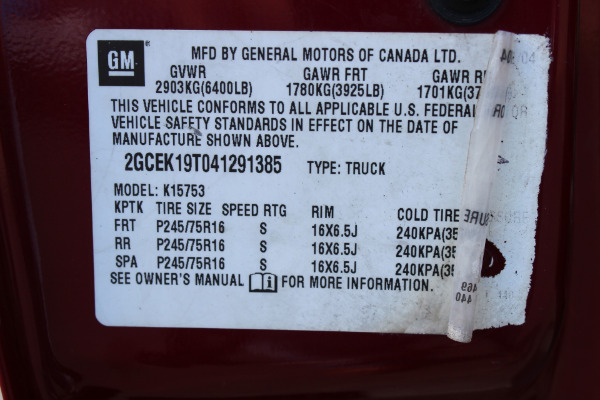 GM
MFD BY GENERAL MOTORS OF CANADA LTD.
GVWR GAWR FRT GAWR
2903KG(6400LB) 1780KG(3925LB) 1701KG(37
THIS VEHICLE CONFORMS TO ALL APPLICABLE U.S. FEDERAL
VEHICLE SAFETY STANDARDS IN EFFECT ON THE DATE OF
MANUFACTURE SHOWN ABOVE.
2GCEK19T041291385 TYPE: TRUCK
MODEL: K15753
KPTK TIRE SIZE SPEED RTG RIM COLD TIRE
FRT P245/75R16 S 16X6.5J 240KPA(35
RR P245/75R16 S 16X6.5J 240KPA(35
SPA P245/75R16 S 16X6.5J 240KPA(35
SEE OWNER'S MANUAL FOR MORE INFORMATION.